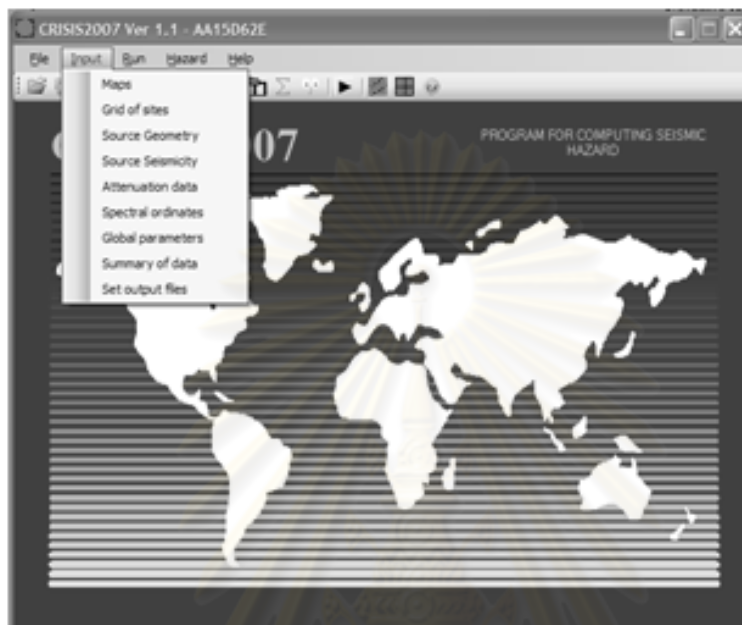 CRISIS2007 Ver 1.1 - AA15D62E
File Input Run Hazard Help
Maps
Grid of sites
Source Geometry
Source Seismicity
Attenuation data
Spectral ordinates
Global parameters
Summary of data
Set output files
07
PROGRAM FOR COMPUTING SEISMIC
HAZARD